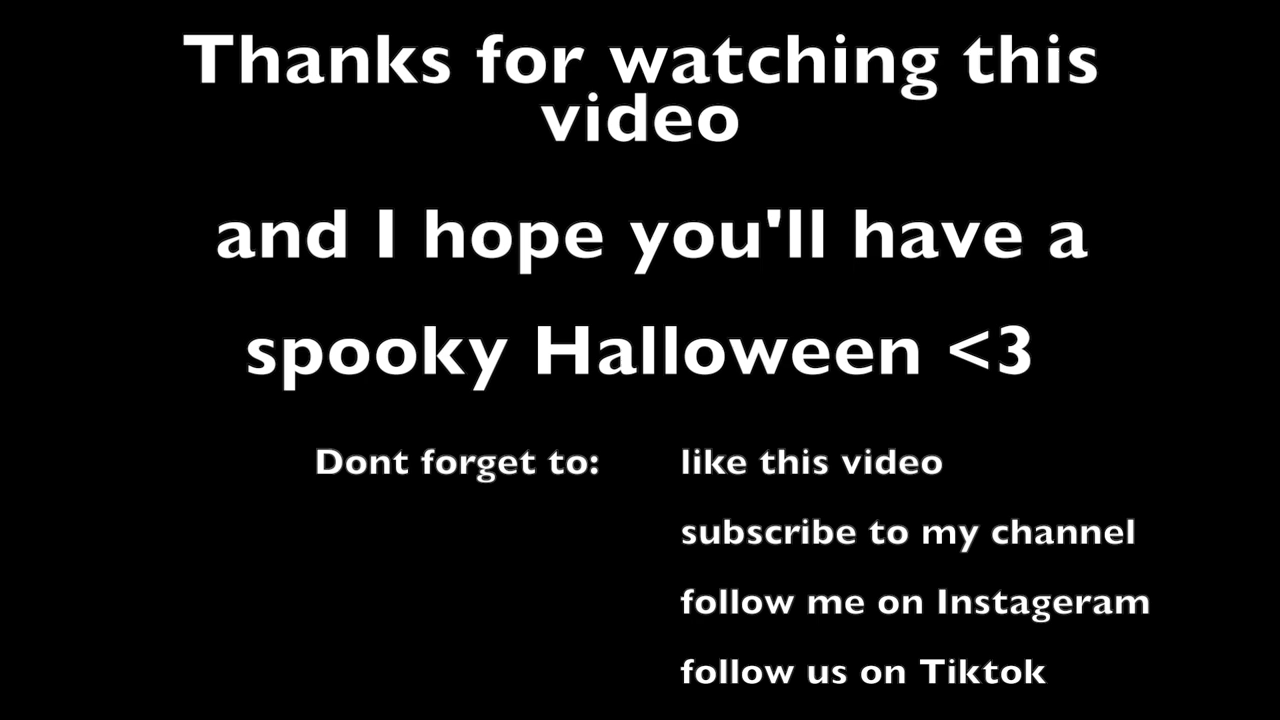 Thanks for watching this
video
and I hope you'll have a
spooky Halloween <3
Dont forget to: like this video
subscribe to my channel
follow me on Instageram
follow us on Tiktok